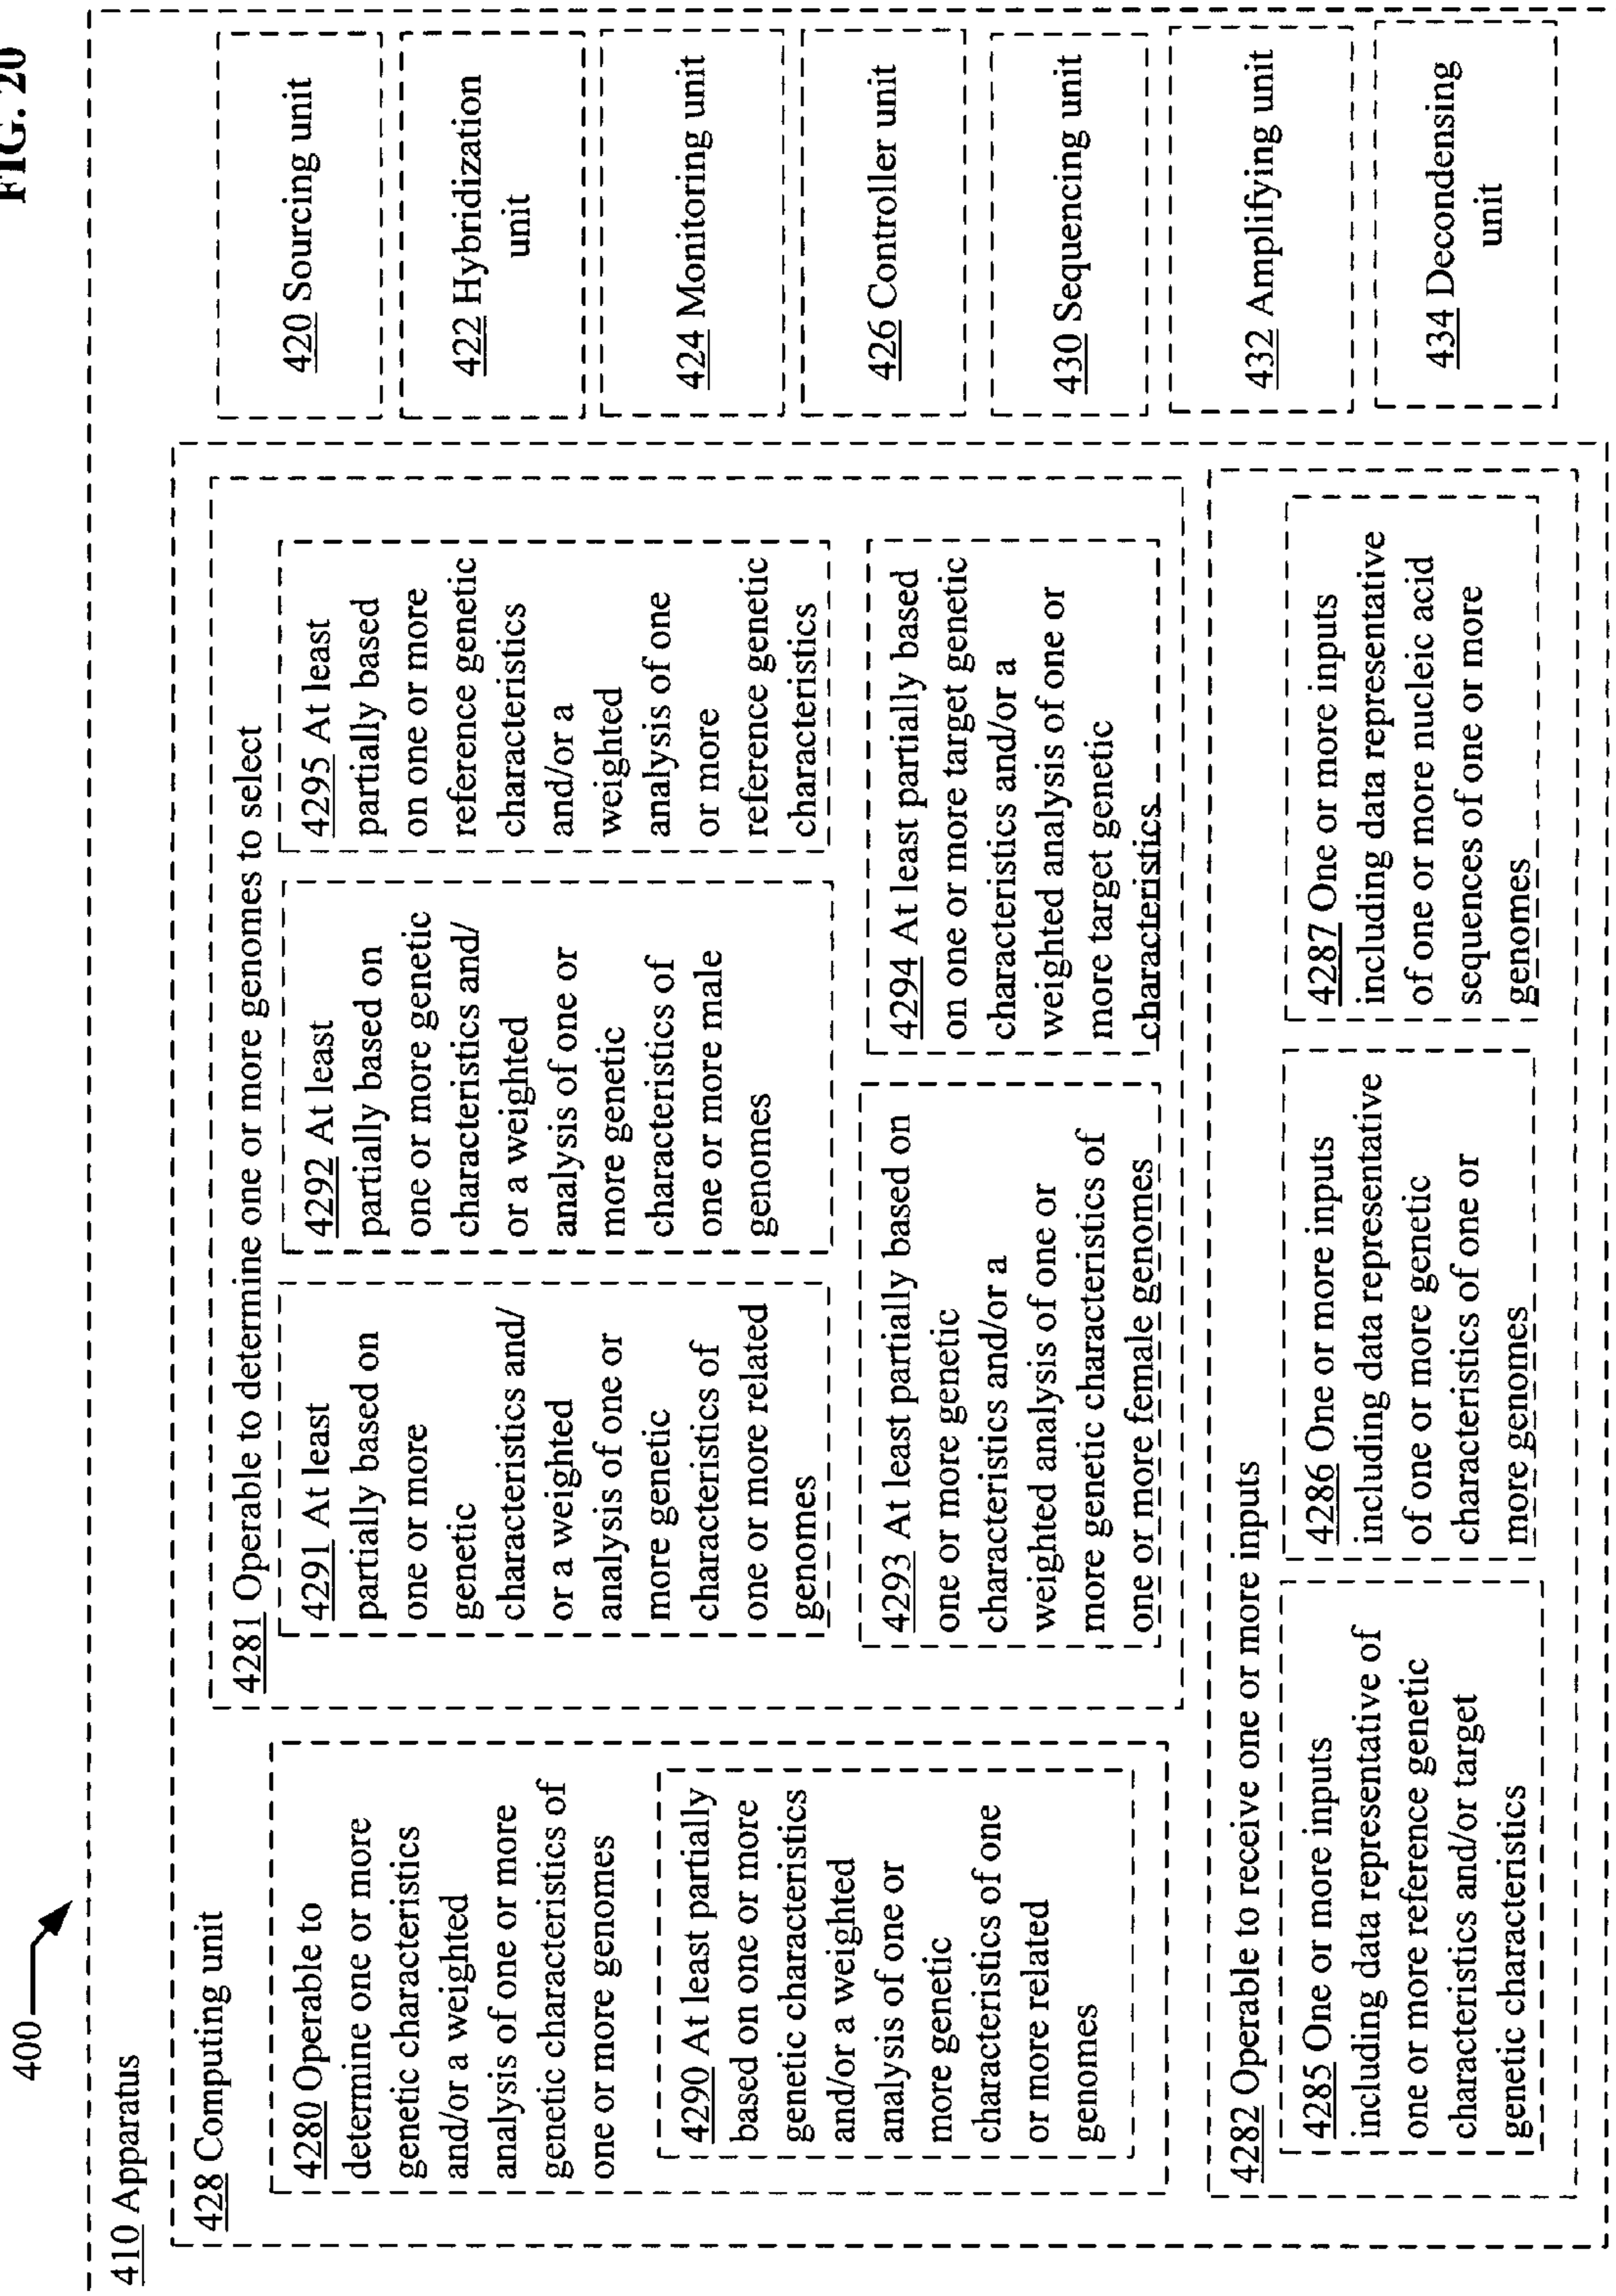 FIG. 20
400
410 Apparatus
428 Computing unit
4280 Operable to
determine one or more
genetic characteristics
and/or a weighted
analysis of one or more
genetic characteristics of
one or more genomes
4290 At least partially
based on one or more
genetic characteristics
and/or a weighted
analysis of one or
more genetic
characteristics of one
or more related
genomes
4281 Operable to determine one or more genomes to select
4291 At least
partially based on
one or more
genetic
characteristics and/
or a weighted
analysis of one or
more genetic
characteristics of
one or more related
genomes
4292 At least
partially based on
one or more genetic
characteristics and/
or a weighted
analysis of one or
more genetic
characteristics of
one or more male
genomes
4295 At least
partially based
on one or more
reference genetic
characteristics
and/or a
weighted
analysis of one
or more
reference genetic
characteristics
4293 At least partially based on
one or more genetic
characteristics and/or a
weighted analysis of one or
more genetic characteristics of
one or more female genomes
4294 At least partially based
on one or more target genetic
characteristics and/or a
weighted analysis of one or
more target genetic
characteristics
4282 Operable to receive one or more inputs
4285 One or more inputs
including data representative of
one or more reference genetic
characteristics and/or target
genetic characteristics
4286 One or more inputs
including data representative
of one or more genetic
characteristics of one or
more genomes
4287 One or more inputs
including data representative
of one or more nucleic acid
sequences of one or more
genomes
420 Sourcing unit
422 Hybridization
unit
424 Monitoring unit
426 Controller unit
430 Sequencing unit
432 Amplifying unit
434 Decondensing
unit